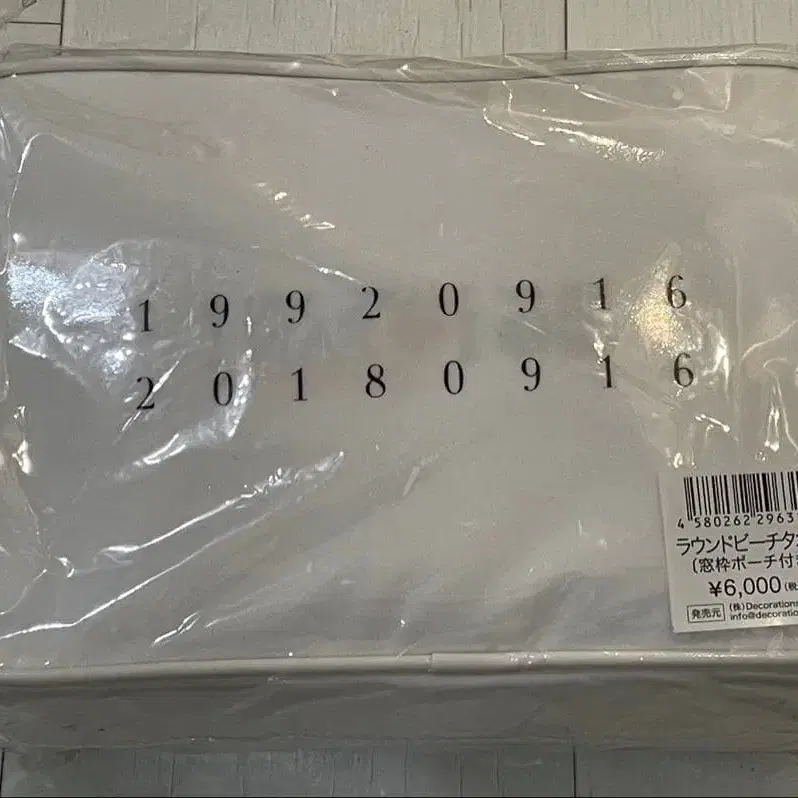 1 9 9 2 0 9 1 6
2 0 1 8 0 9 1 6
4 580262 2963
ラウンドビーチタ
(窓枠ポーチ付
¥6,000(税
発売元 (株)Decorations
info@decoratio